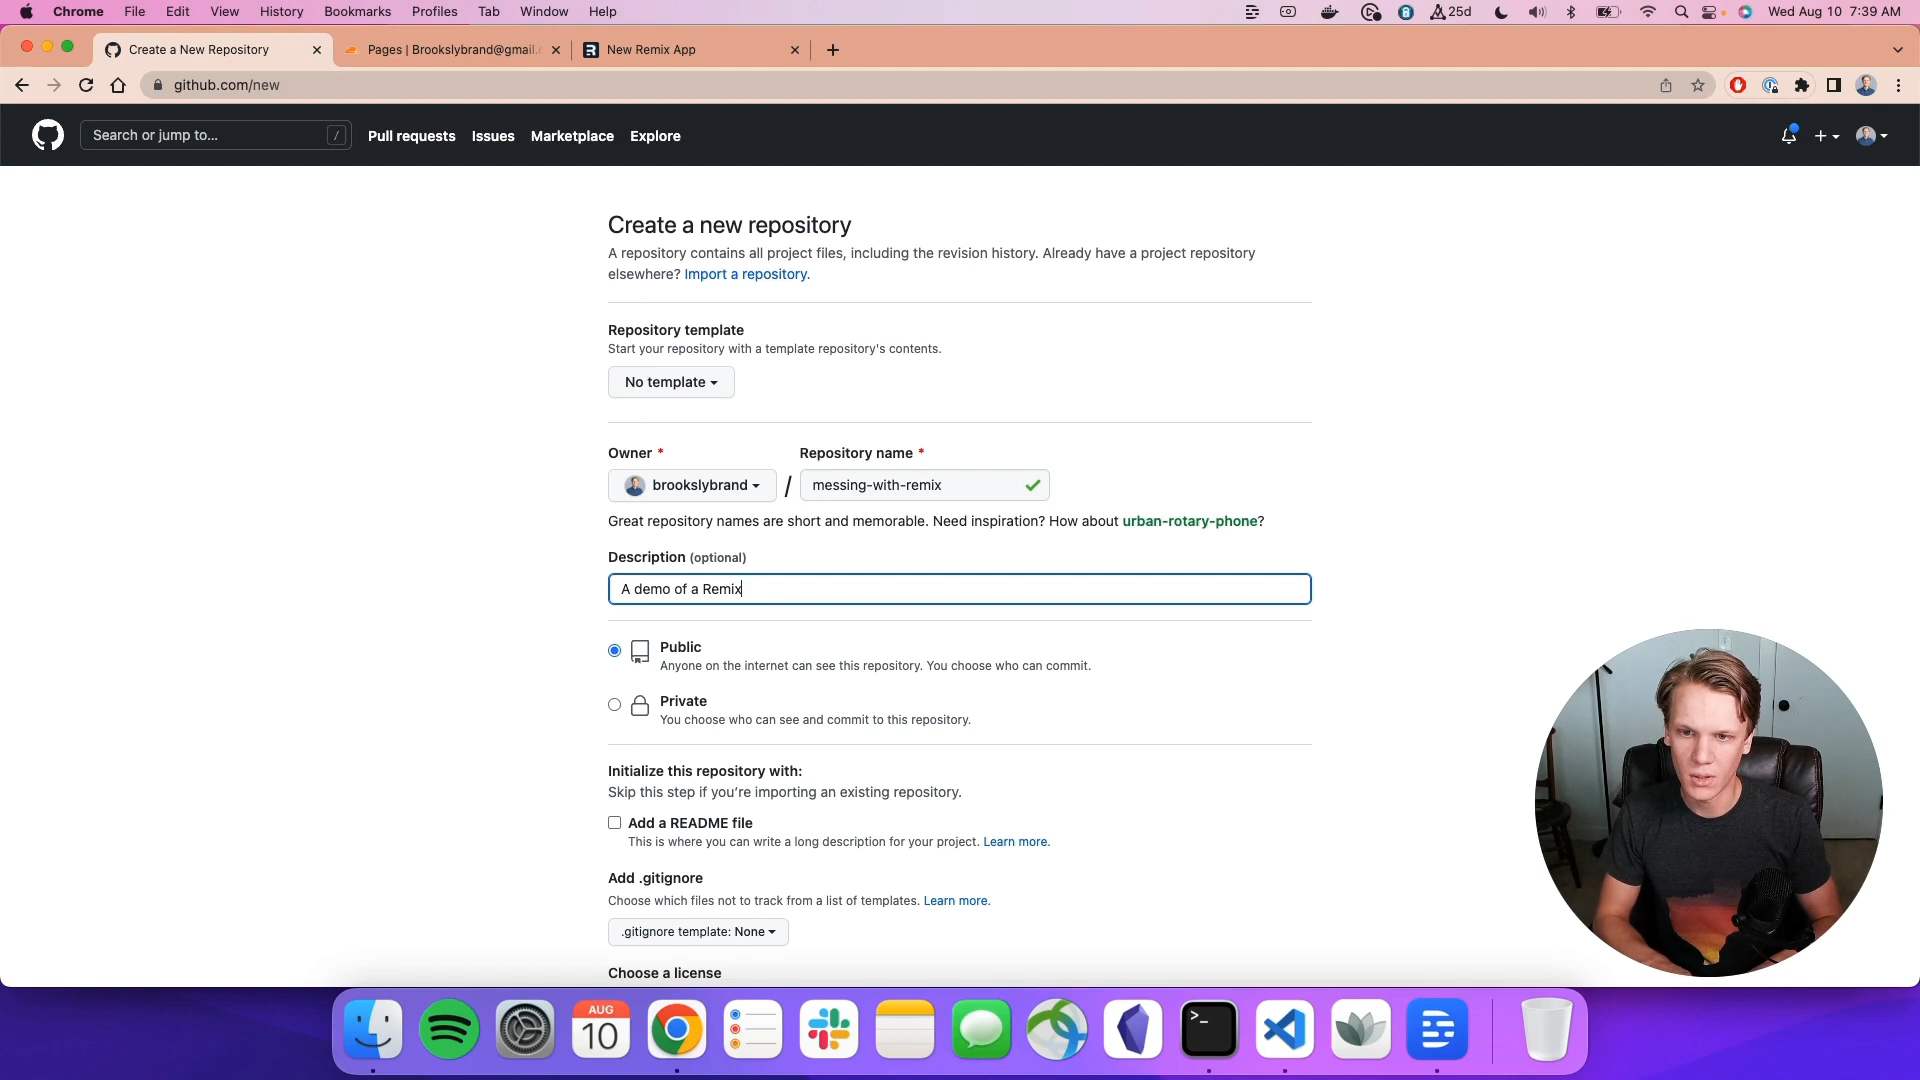 Chrome File Edit View History Bookmarks Profiles Tab Window Help
25d
Wed Aug 10 7:39 AM
Create a New Repository
Pages | Brookslybrand@gmail.c
New Remix App
github.com/new
Search or jump to...
/
Pull requests Issues Marketplace Explore
Create a new repository
A repository contains all project files, including the revision history. Already have a project repository
elsewhere? Import a repository.
Repository template
Start your repository with a template repository's contents.
No template
Owner * Repository name *
brookslybrand / messing-with-remix
Great repository names are short and memorable. Need inspiration? How about urban-rotary-phone?
Description (optional)
A demo of a Remix
Public
Anyone on the internet can see this repository. You choose who can commit.
Private
You choose who can see and commit to this repository.
Initialize this repository with:
Skip this step if you’re importing an existing repository.
Add a README file
This is where you can write a long description for your project. Learn more.
Add .gitignore
Choose which files not to track from a list of templates. Learn more.
.gitignore template: None
Choose a license
AUG
10
>_